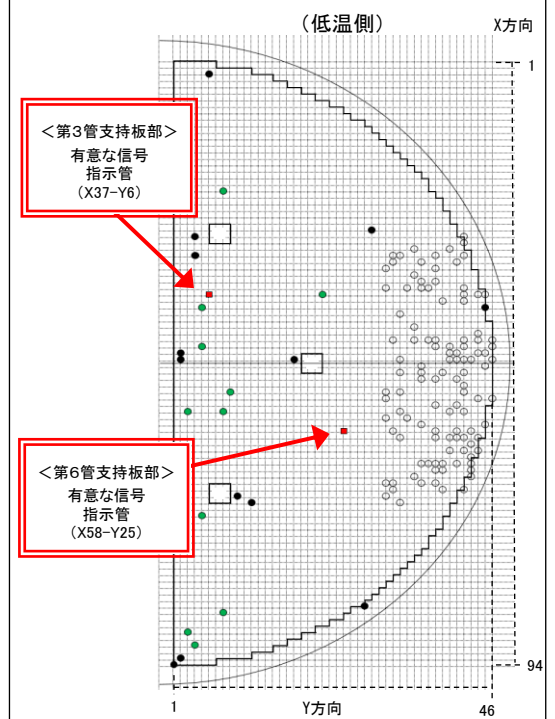 (低温側)
X方向
1
＜第3管支持板部＞
有意な信号
指示管
(X37-Y6)
＜第6管支持板部＞
有意な信号
指示管
(X58-Y25)
94
1
Y方向
46